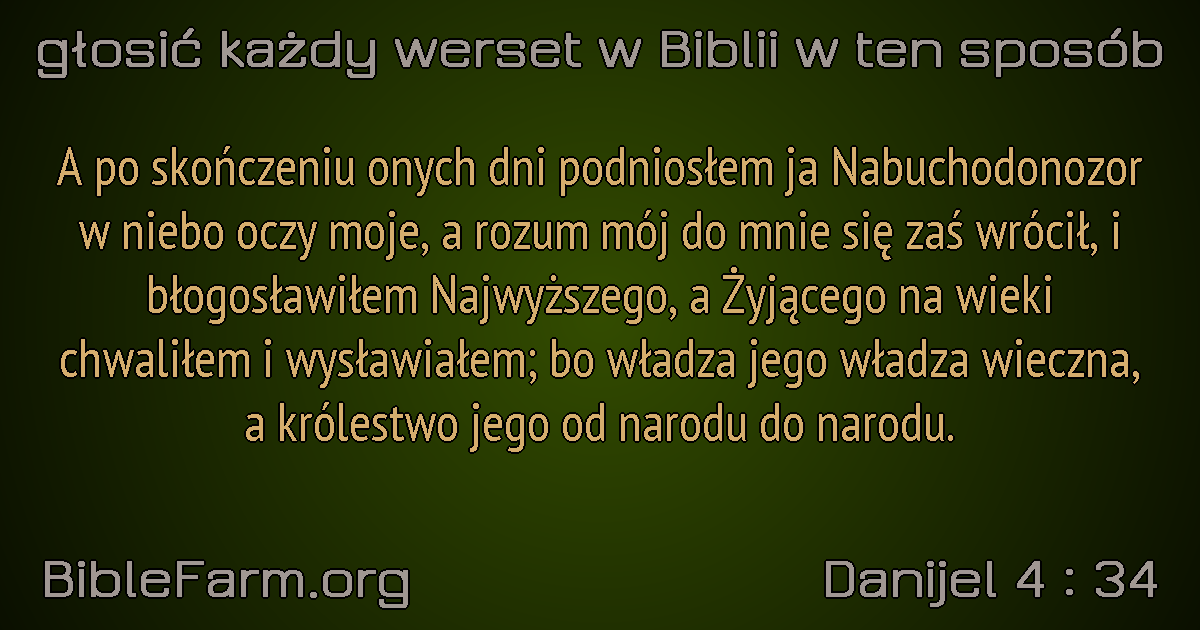 głosić każdy werset w Biblii w ten sposób
A po skończeniu onych dni podniosłem ja Nabuchodonozor
w niebo oczy moje, a rozum mój do mnie się zaś wrócił, i
błogosławiłem Najwyższego, a Żyjącego na wieki
chwaliłem i wysławiałem; bo władza jego władza wieczna,
a królestwo jego od narodu do narodu.
BibleFarm.org
Danijel 4 : 34